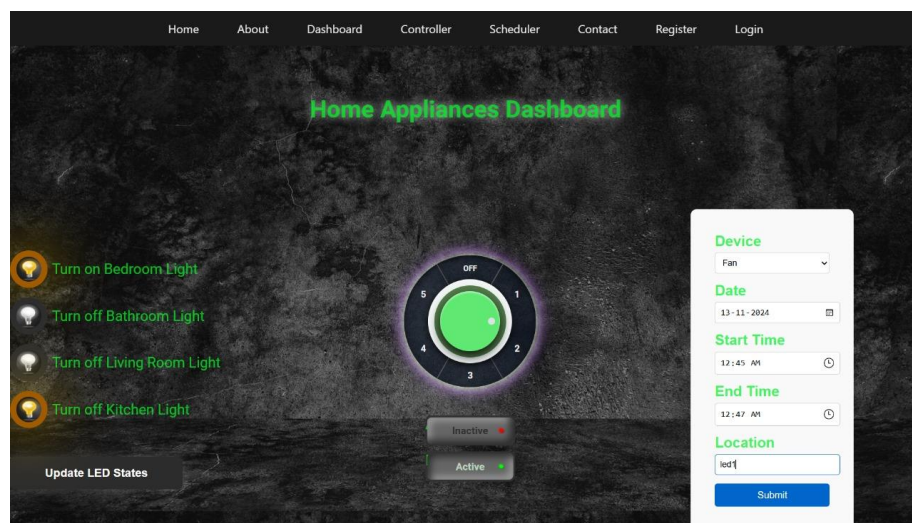 Home About Dashboard Controller Scheduler Contact Register Login
Home Appliances Dashboard
Turn on Bedroom Light
Turn off Bathroom Light
Turn off Living Room Light
Turn off Kitchen Light
Update LED States
OFF
1
2
3
4
5
Inactive
Active
Device
Fan
Date
13-11-2024
Start Time
12:45 AM
End Time
12:47 AM
Location
led1
Submit